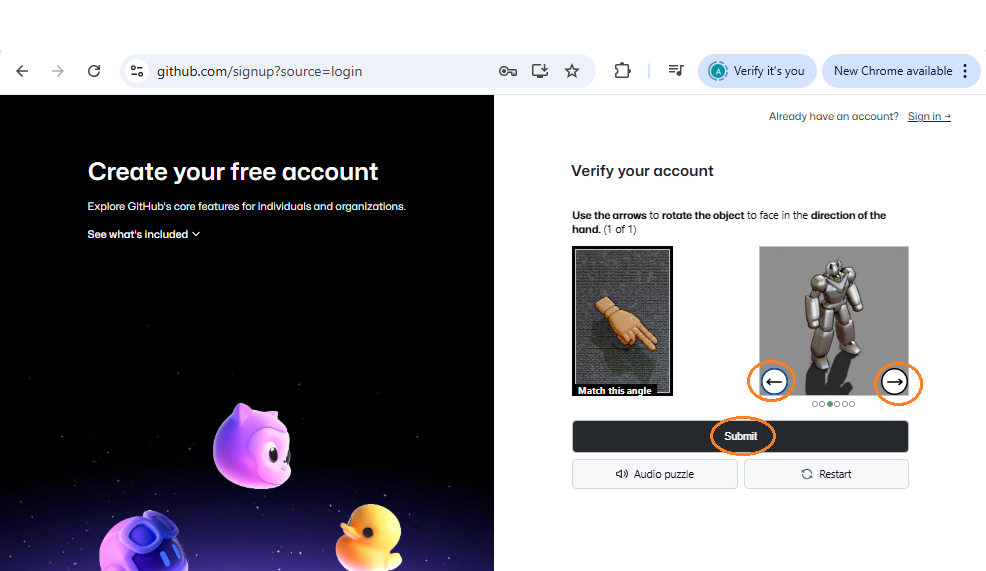 github.com/signup?source=login
A
Verify it's you
New Chrome available
Already have an account? Sign in →
Create your free account
Explore GitHub's core features for individuals and organizations.
See what's included
Verify your account
Use the arrows to rotate the object to face in the direction of the
hand. (1 of 1)
Match this angle
← →
Submit
Audio puzzle
Restart